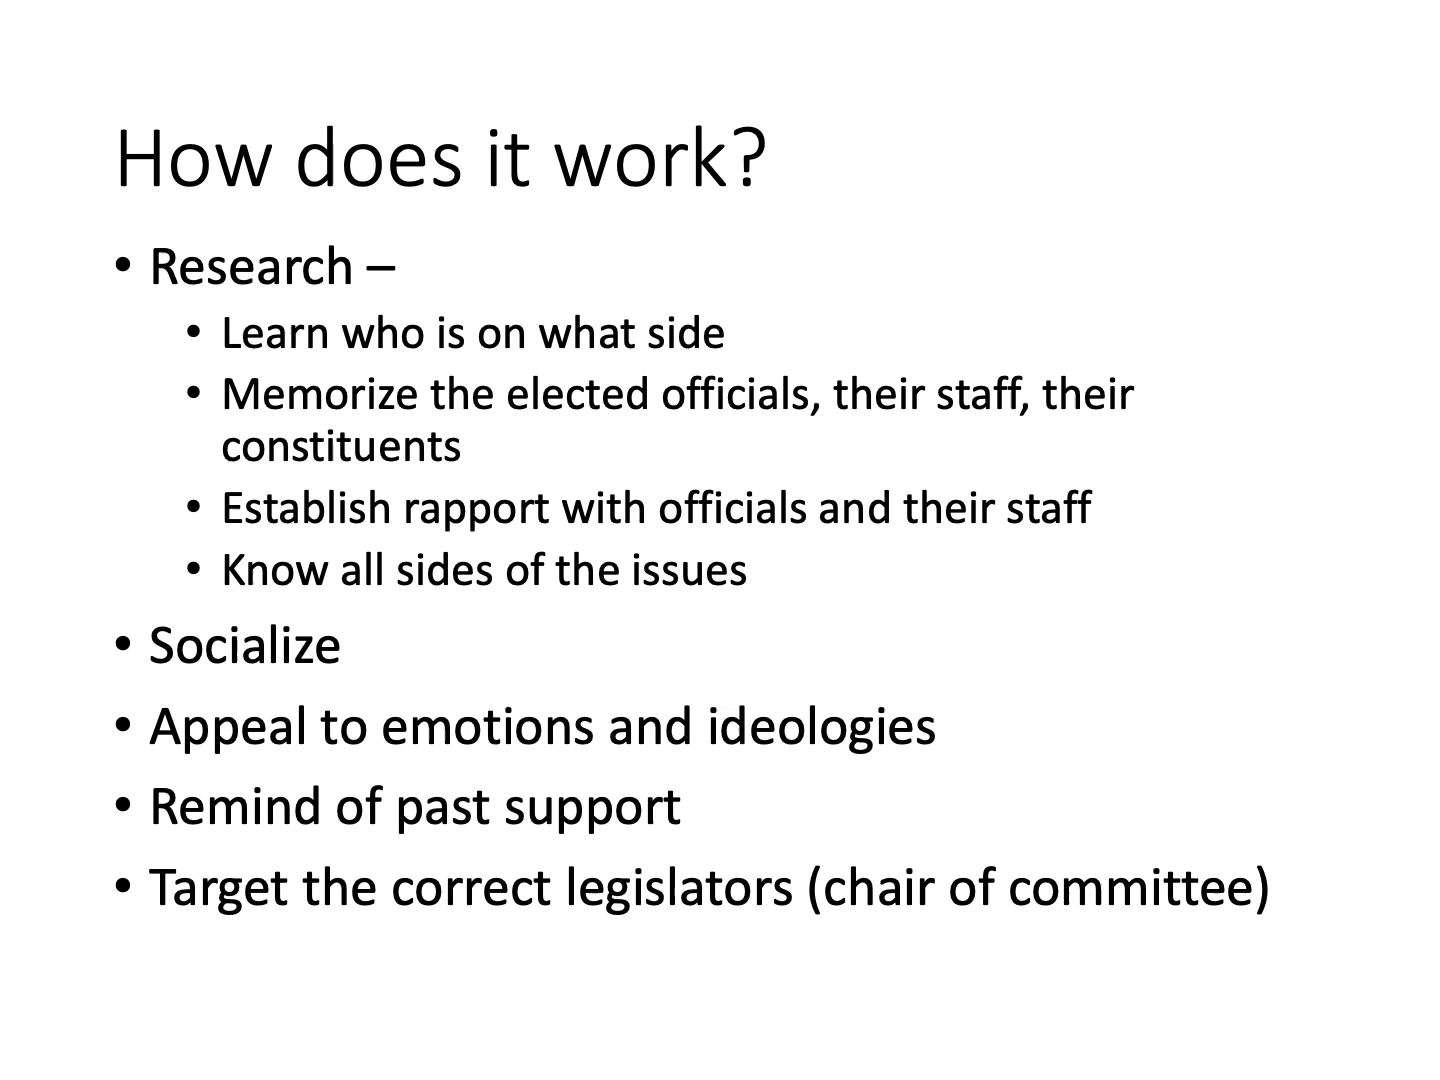 How does it work?
• Research –
• Learn who is on what side
• Memorize the elected officials, their staff, their
constituents
• Establish rapport with officials and their staff
• Know all sides of the issues
• Socialize
• Appeal to emotions and ideologies
• Remind of past support
• Target the correct legislators (chair of committee)